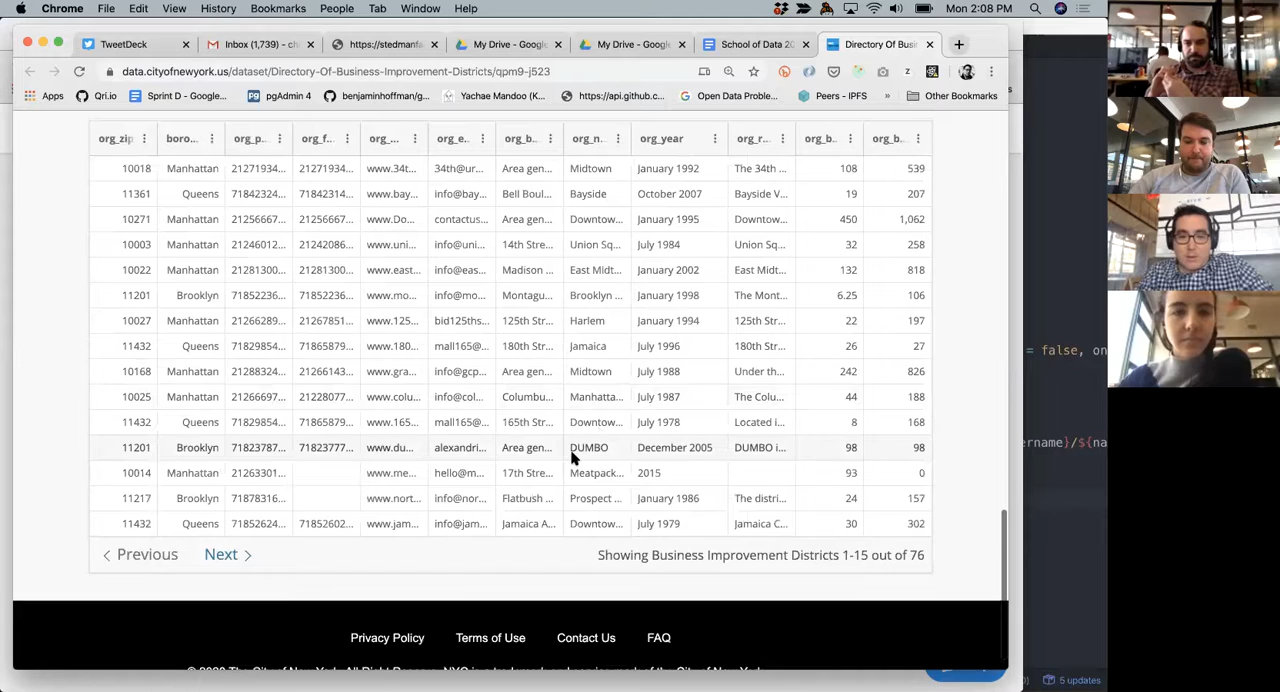 Chrome File Edit View History Bookmarks People Tab Window Help Mon 2:08 PM
TweetDeck Inbox (1,739) - ch https://stedmanfa My Drive - Google My Drive - Google School of Data 20 Directory Of Busi
data.cityofnewyork.us/dataset/Directory-Of-Business-Improvement-Districts/qpm9-j523
Apps Qri.io Sprint D - Google... pgAdmin 4 benjaminhoffman/g... Yachnes Mandoo (K... https://api.github.c... Open Data Proble... Peers - IPFS » Other Bookmarks
org_zip boro... org_p... org_f... org_... org_e... org_b... org_n... org_year org_r... org_b... org_b...
10018 Manhattan 21271934... 21271934... www.34t... 34th@ur... Area gen... Midtown January 1992 The 34th ... 108 539
11361 Queens 71842324... 71842314... www.bay... info@bay... Bell Boul... Bayside October 2007 Bayside V... 19 207
10271 Manhattan 21256667... 21256667... www.Do... contactus... Area gen... Downtow... January 1995 Downtow... 450 1,062
10003 Manhattan 21246012... 21242086... www.uni... info@uni... 14th Stre... Union Sq... July 1984 Union Sq... 32 258
10022 Manhattan 21281300... 21281300... www.east... info@eas... Madison ... East Midt... January 2002 East Midt... 132 818
11201 Brooklyn 71852236... 71852236... www.mo... info@mo... Montagu... Brooklyn ... January 1998 The Mont... 6.25 106
10027 Manhattan 21266289... 21267851... www.125... bid125ths... 125th Str... Harlem January 1994 125th Str... 22 197
11432 Queens 71829854... 71865879... www.180... mall165@... 180th Str... Jamaica July 1996 180th Str... 26 27
10168 Manhattan 21288324... 21266143... www.gra... info@gcp... Area gen... Midtown July 1988 Under th... 242 826
10025 Manhattan 21266697... 21228077... www.colu... info@col... Columbu... Manhatta... July 1987 The Colu... 44 188
11432 Queens 71829854... 71865879... www.165... mall165@... 165th Str... Downtow... July 1978 Located i... 8 168
11201 Brooklyn 71823787... 71823777... www.du... alexandri... Area gen... DUMBO December 2005 DUMBO i... 98 98
10014 Manhattan 21263301... www.me... hello@m... 17th Stre... Meatpack... 2015 93 0
11217 Brooklyn 71878316... www.nort... info@nor... Flatbush ... Prospect ... January 1986 The distri... 24 157
11432 Queens 71852624... 71852602... www.jam... info@jam... Jamaica A... Downtow... July 1979 Jamaica C... 30 302
Previous Next Showing Business Improvement Districts 1-15 out of 76
Privacy Policy Terms of Use Contact Us FAQ
= false, on
ername}/${na
5 updates